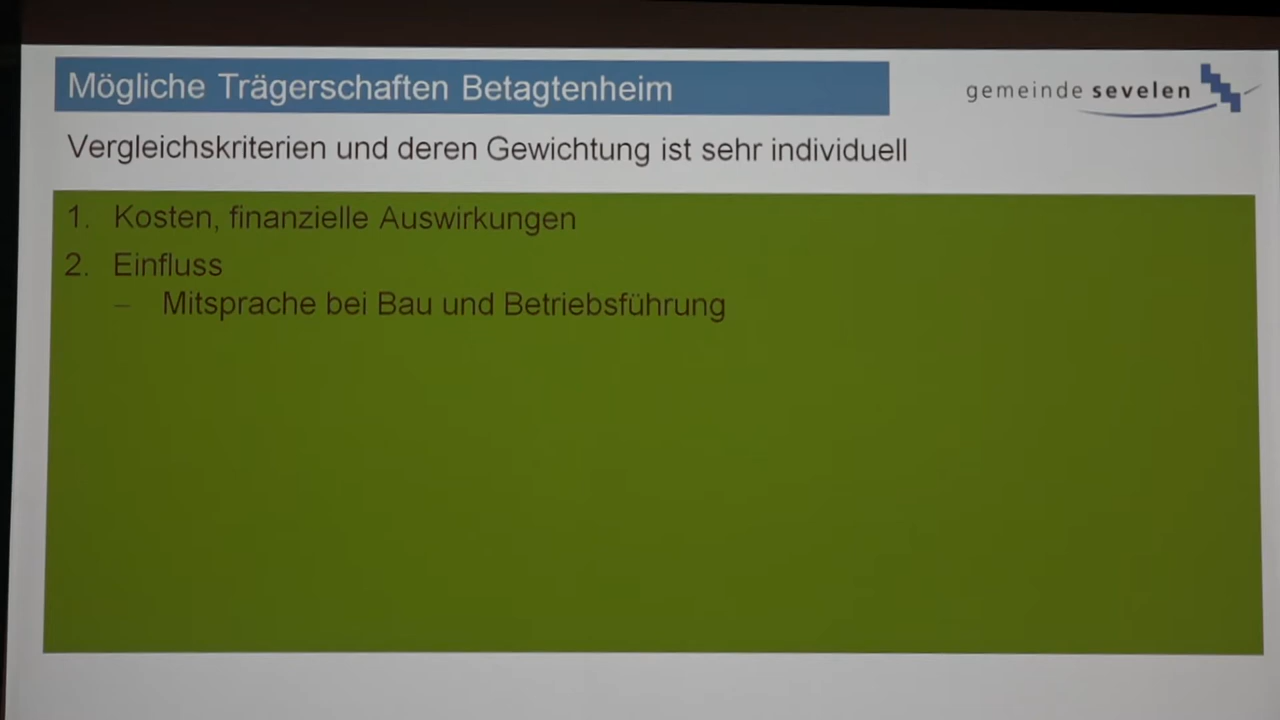 Mögliche Trägerschaften Betagtenheim
gemeinde sevelen
Vergleichskriterien und deren Gewichtung ist sehr individuell
1. Kosten, finanzielle Auswirkungen
2. Einfluss
– Mitsprache bei Bau und Betriebsführung